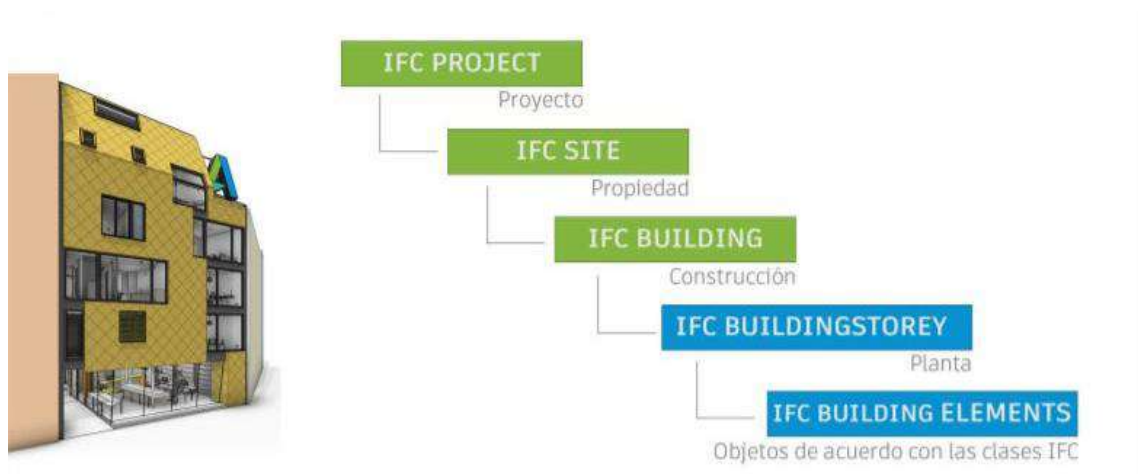 IFC PROJECT
Proyecto
IFC SITE
Propiedad
IFC BUILDING
Construcción
IFC BUILDINGSTOREY
Planta
IFC BUILDING ELEMENTS
Objetos de acuerdo con las clases IFC